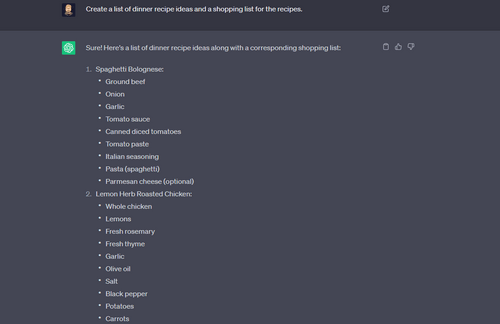 Create a list of dinner recipe ideas and a shopping list for the recipes.
Sure! Here's a list of dinner recipe ideas along with a corresponding shopping list:
1. Spaghetti Bolognese:
• Ground beef
• Onion
• Garlic
• Tomato sauce
• Canned diced tomatoes
• Tomato paste
• Italian seasoning
• Pasta (spaghetti)
• Parmesan cheese (optional)
2. Lemon Herb Roasted Chicken:
• Whole chicken
• Lemons
• Fresh rosemary
• Fresh thyme
• Garlic
• Olive oil
• Salt
• Black pepper
• Potatoes
• Carrots